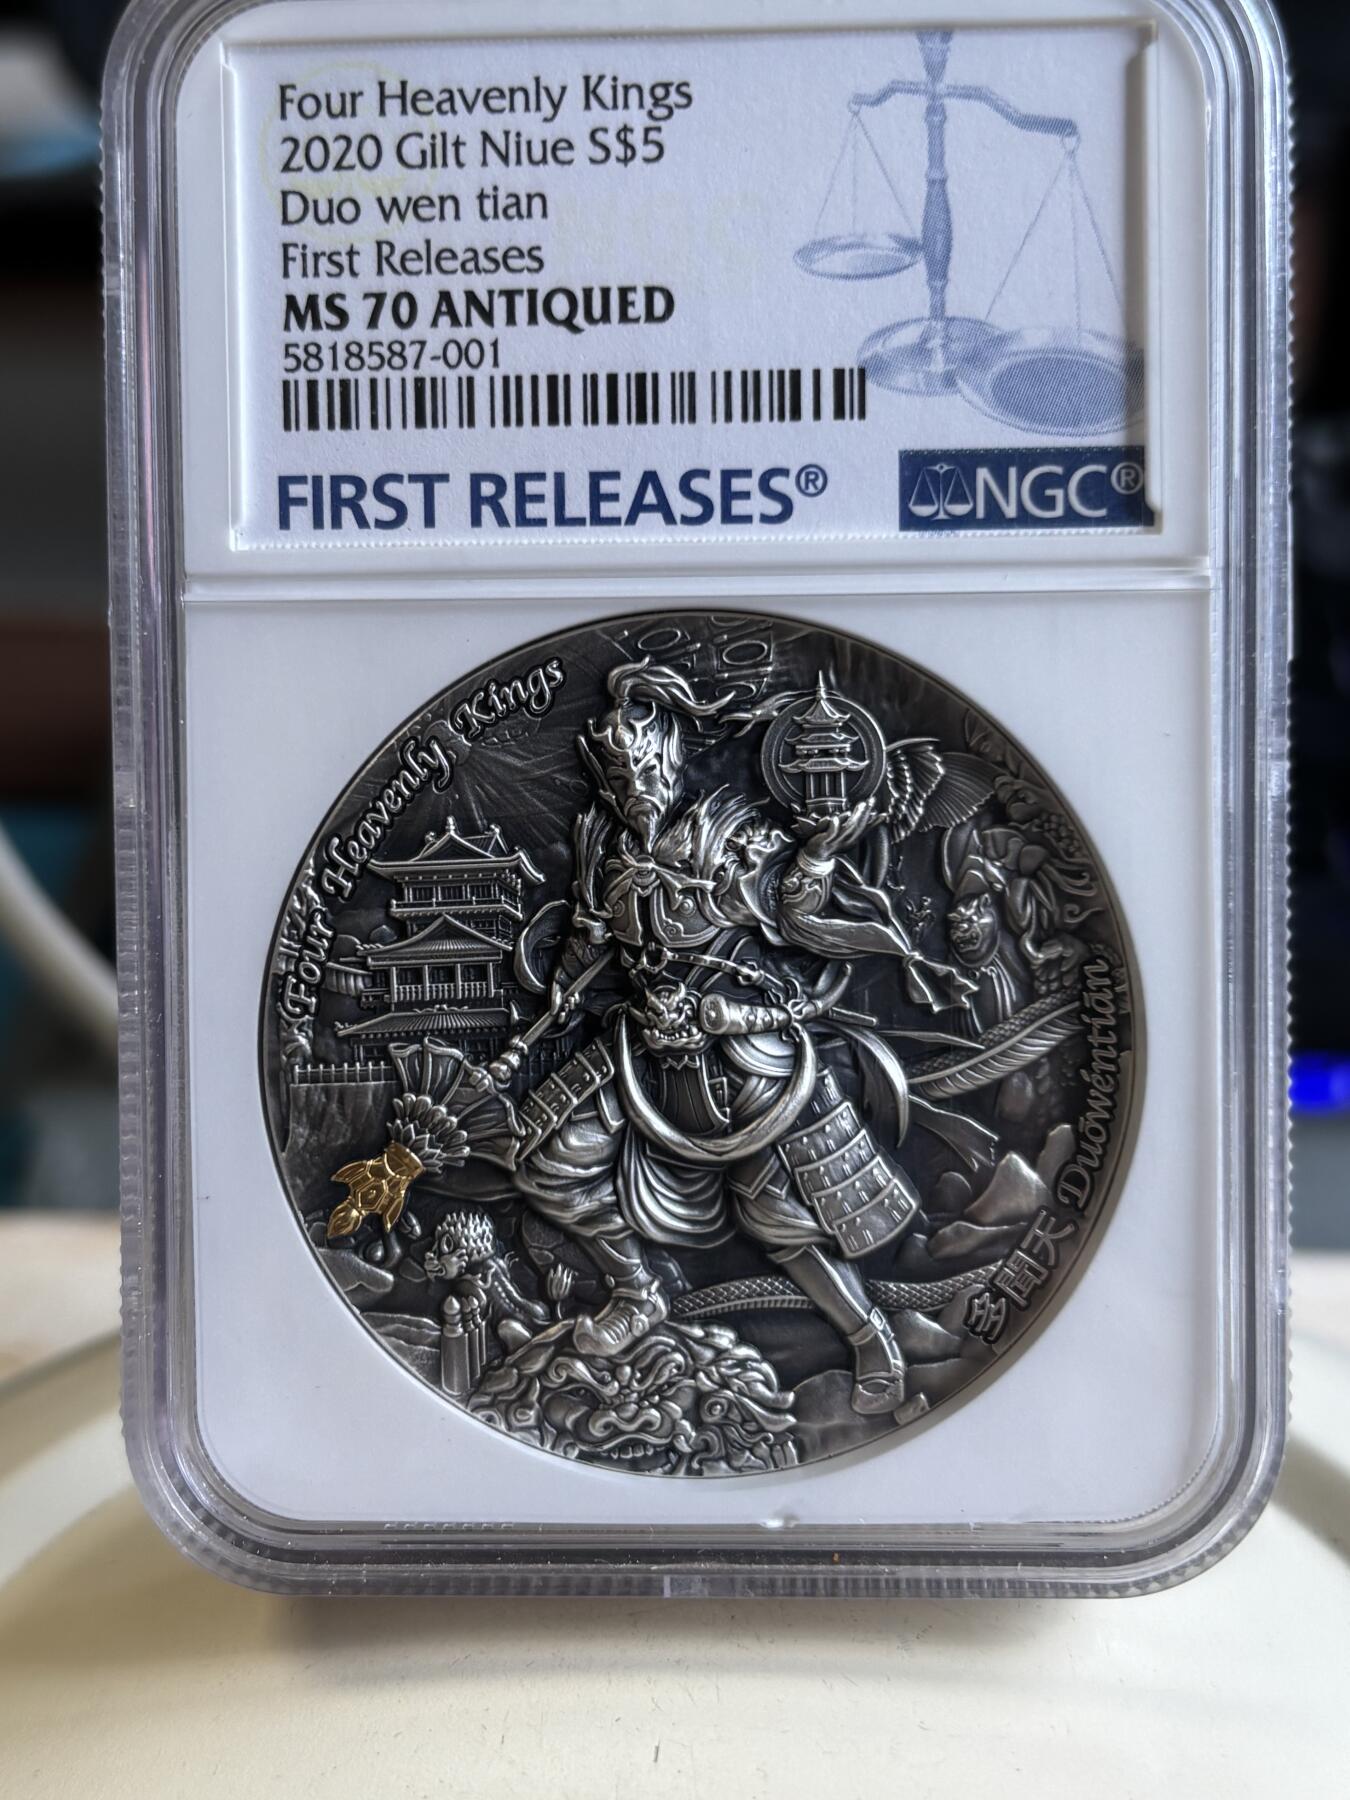 Four Heavenly Kings
2020 Gilt Niue S$5
Duo wen tian
First Releases
MS 70 ANTIQUED
5818587-001
FIRST RELEASES®
NGC®
Four Heavenly Kings
多聞天 Duōwéntiān